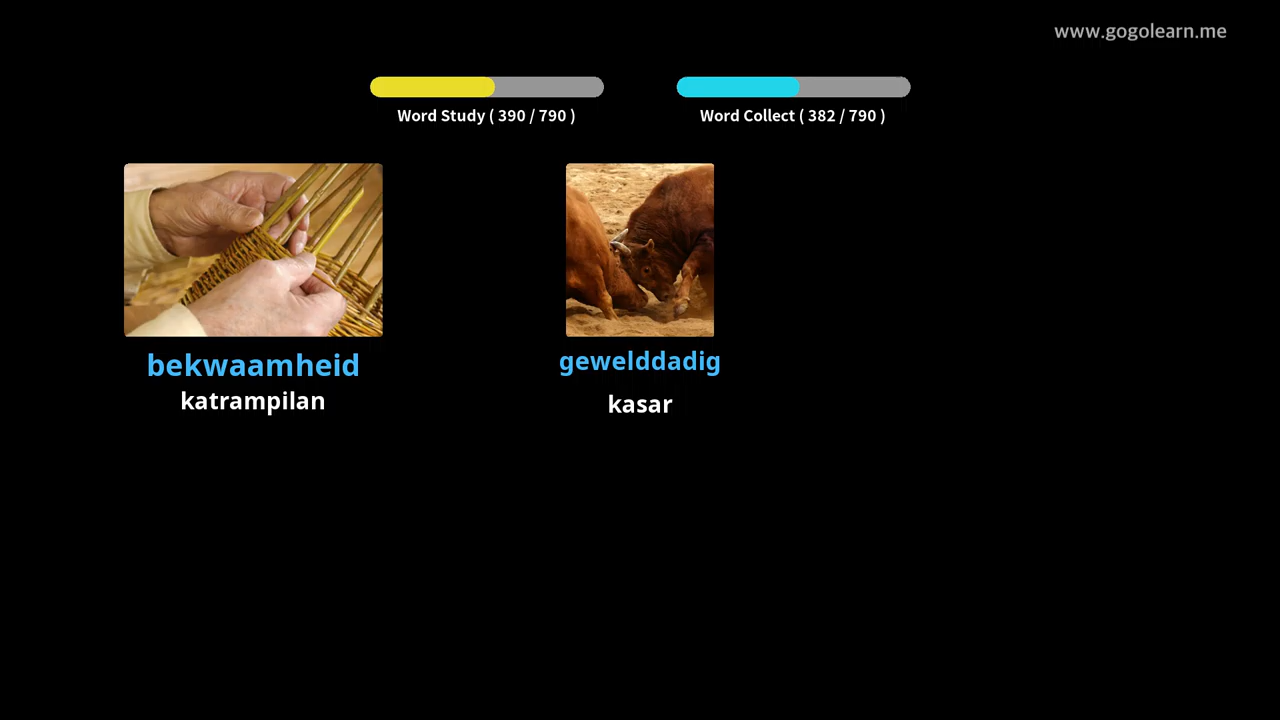 www.gogolearn.me
Word Study ( 390 / 790 )
Word Collect ( 382 / 790 )
bekwaamheid
katrampilan
gewelddadig
kasar